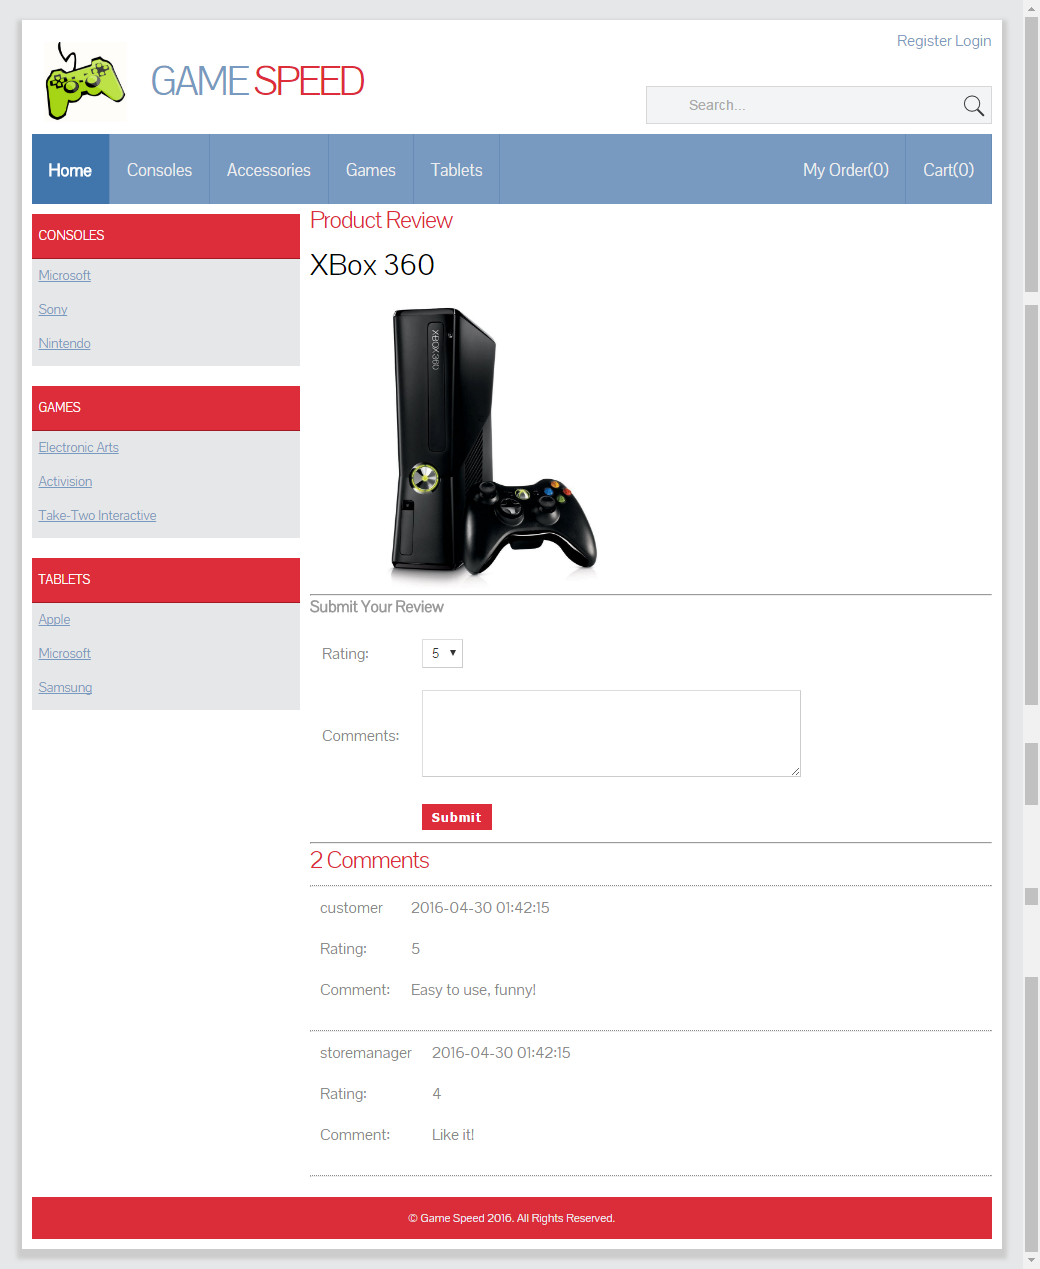 Register Login
GAME SPEED
Search...
Home Consoles Accessories Games Tablets My Order(0) Cart(0)
CONSOLES
Microsoft
Sony
Nintendo
GAMES
Electronic Arts
Activision
Take-Two Interactive
TABLETS
Apple
Microsoft
Samsung
Product Review
XBox 360
XBOX 360
Submit Your Review
Rating: 5
Comments:
Submit
2 Comments
customer 2016-04-30 01:42:15
Rating: 5
Comment: Easy to use, funny!
storemanager 2016-04-30 01:42:15
Rating: 4
Comment: Like it!
© Game Speed 2016. All Rights Reserved.